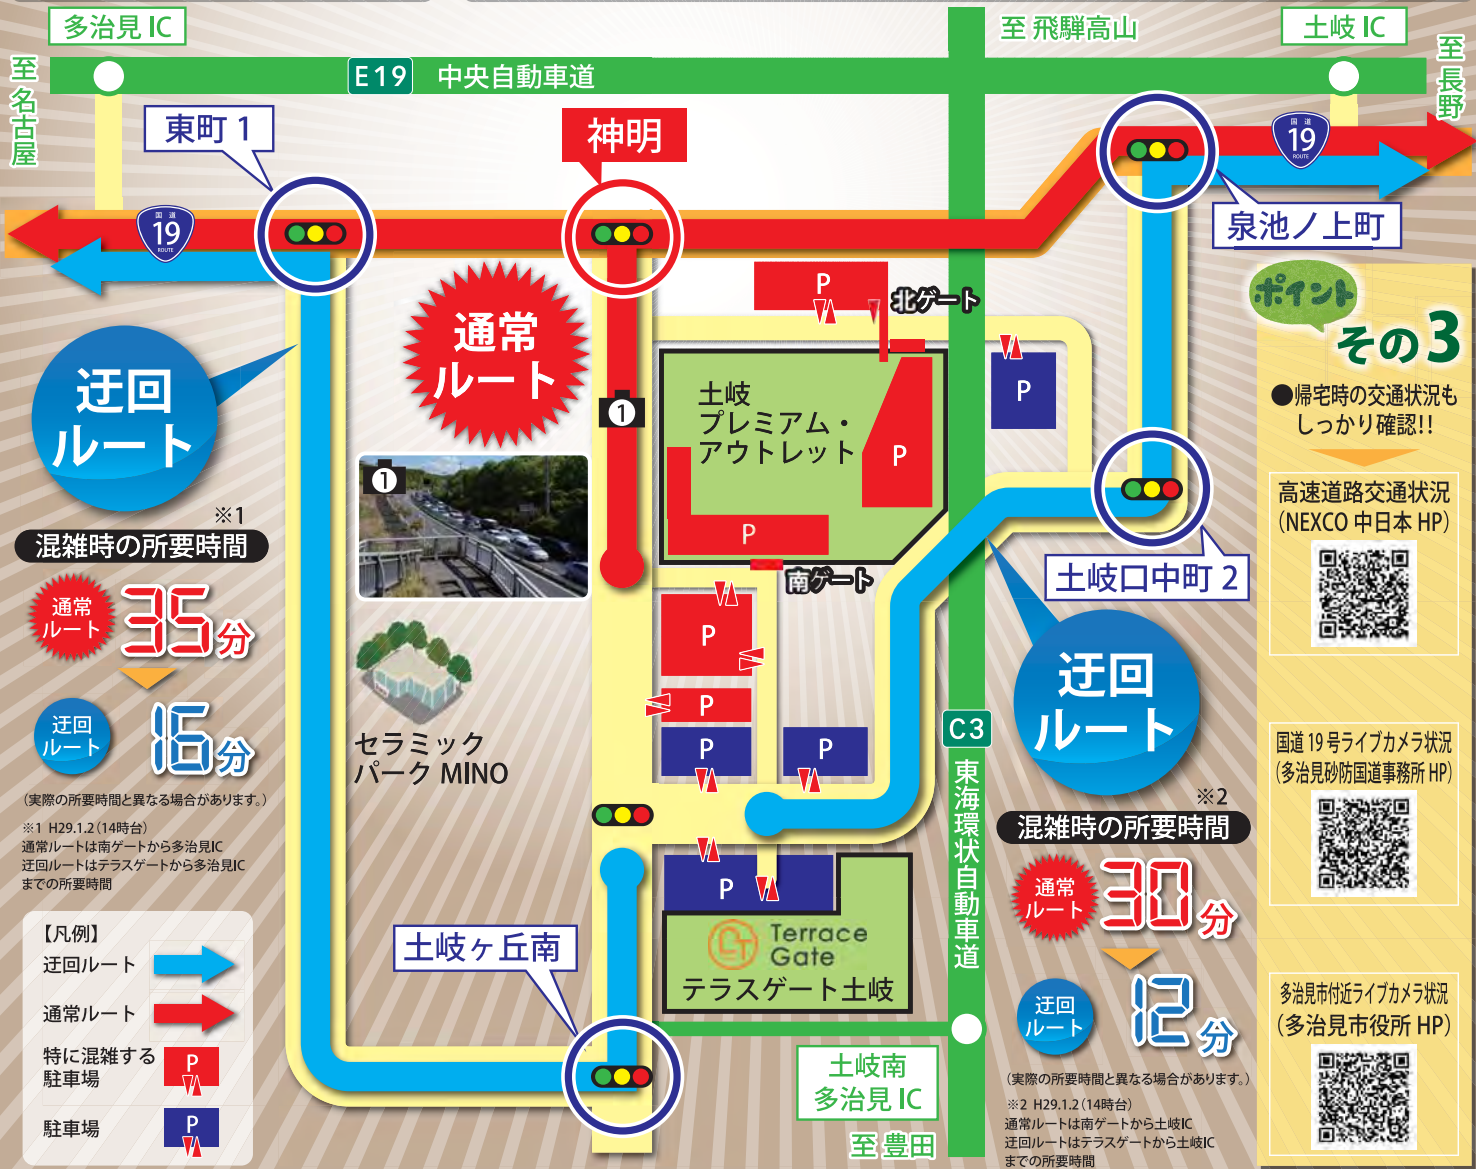 多治見 IC
至 飛騨高山
土岐 IC
至名古屋
E19 中央自動車道
至長野
東町 1
神明
国道
19
ROUTE
国道
19
ROUTE
泉池ノ上町
通常
ルート
P
北ゲート
ポイント
その3
●帰宅時の交通状況も
しっかり確認!!
迂回
ルート
1
土岐
プレミアム・
アウトレット
P
P
P
1
高速道路交通状況
(NEXCO 中日本 HP)
※1
混雑時の所要時間
南ゲート
土岐口中町 2
通常
ルート
35分
P
迂回
ルート
P
迂回
ルート
16分
セラミック
パーク MINO
P
P
C3
東海環状自動車道
国道 19 号ライブカメラ状況
(多治見砂防国道事務所 HP)
(実際の所要時間と異なる場合があります。)
※1 H29.1.2 (14時台)
通常ルートは南ゲートから多治見IC
迂回ルートはテラスゲートから多治見IC
までの所要時間
※2
混雑時の所要時間
P
通常
ルート
30分
【凡例】
迂回ルート
通常ルート
特に混雑する
駐車場
P
駐車場
P
土岐ヶ丘南
Terrace
Gate
テラスゲート土岐
迂回
ルート
12分
多治見市付近ライブカメラ状況
(多治見市役所 HP)
土岐南
多治見 IC
至 豊田
(実際の所要時間と異なる場合があります。)
※2 H29.1.2 (14時台)
通常ルートは南ゲートから土岐IC
迂回ルートはテラスゲートから土岐IC
までの所要時間